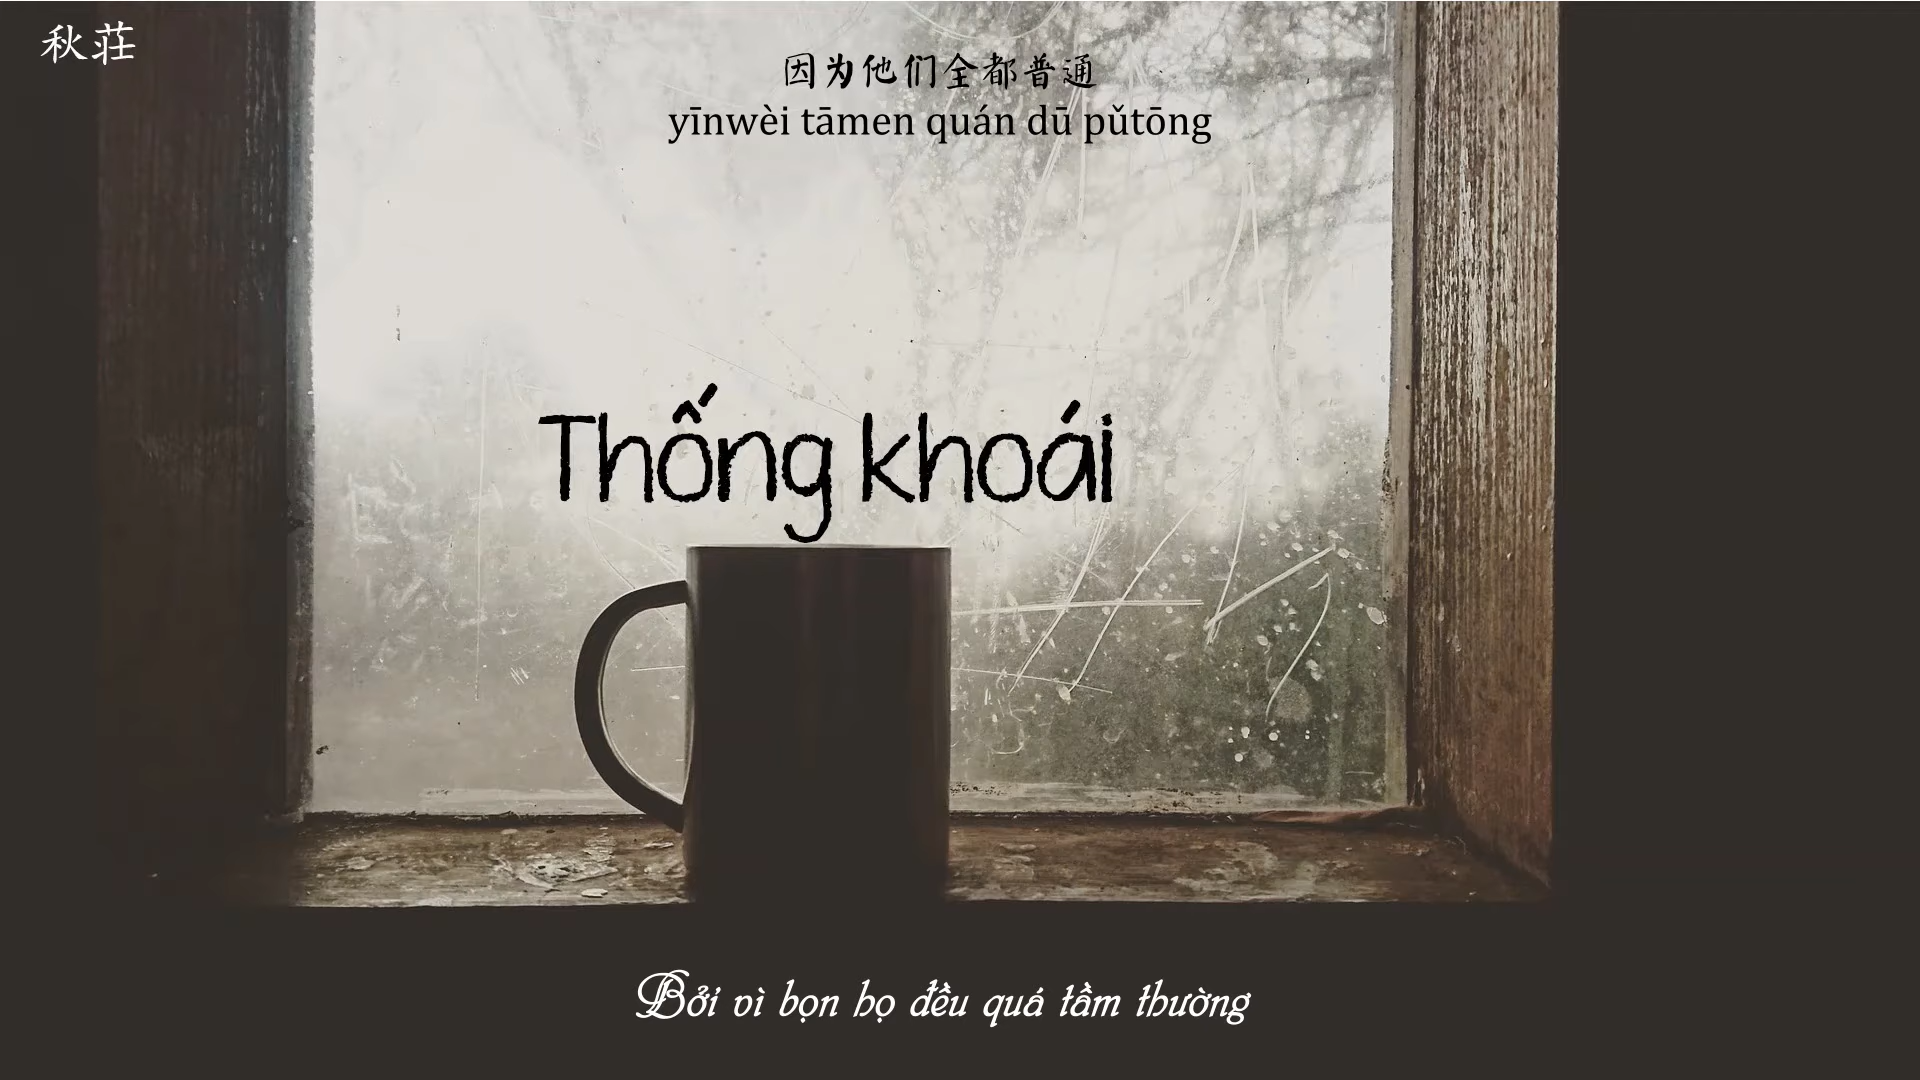 秋荘
因为他们全都普通
yīnwèi tāmen quán dū pǔtōng
Thống khoái
Bởi vì bọn họ đều quá tầm thường